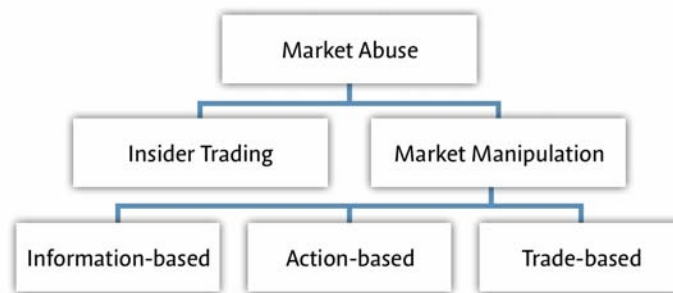 Market Abuse
Insider Trading
Market Manipulation
Information-based
Action-based
Trade-based